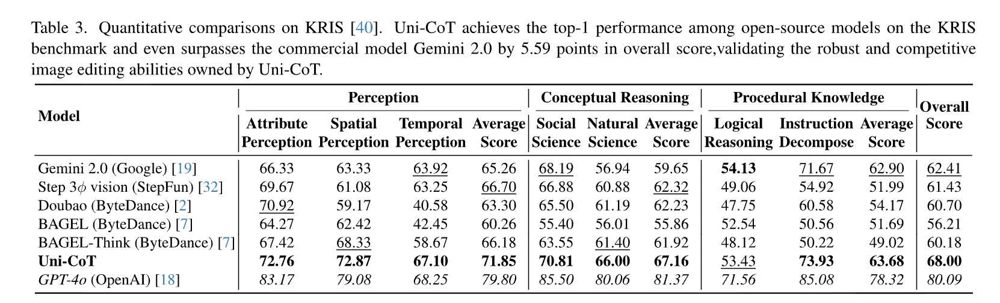 Table 3. Quantitative comparisons on KRIS [40]. Uni-CoT achieves the top-1 performance among open-source models on the KRIS
benchmark and even surpasses the commercial model Gemini 2.0 by 5.59 points in overall score,validating the robust and competitive
image editing abilities owned by Uni-CoT.
Model Perception Conceptual Reasoning Procedural Knowledge Overall Score
Attribute Spatial Temporal Average Social Natural Average Logical Instruction Average
Perception Perception Perception Score Science Science Score Reasoning Decompose Score
Gemini 2.0 (Google) [19] 66.33 63.33 63.92 65.26 68.19 56.94 59.65 54.13 71.67 62.90 62.41
Step 3ϕ vision (StepFun) [32] 69.67 61.08 63.25 66.70 66.88 60.88 62.32 49.06 54.92 51.99 61.43
Doubao (ByteDance) [2] 70.92 59.17 40.58 63.30 65.50 61.19 62.23 47.75 60.58 54.17 60.70
BAGEL (ByteDance) [7] 64.27 62.42 42.45 60.26 55.40 56.01 55.86 52.54 50.56 51.69 56.21
BAGEL-Think (ByteDance) [7] 67.42 68.33 58.67 66.18 63.55 61.40 61.92 48.12 50.22 49.02 60.18
Uni-CoT 72.76 72.87 67.10 71.85 70.81 66.00 67.16 53.43 73.93 63.68 68.00
GPT-4o (OpenAI) [18] 83.17 79.08 68.25 79.80 85.50 80.06 81.37 71.56 85.08 78.32 80.09